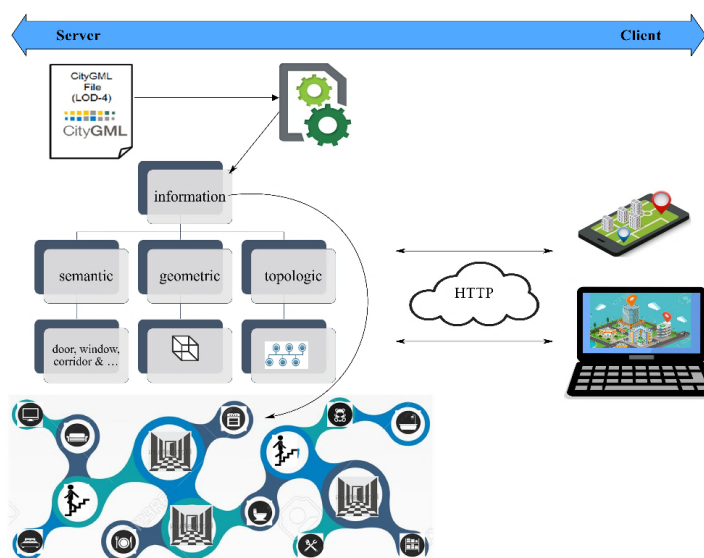 Server
Client
CityGML
File
(LOD-4)
CityGML
information
semantic
geometric
topologic
door, window,
corridor & ...
HTTP